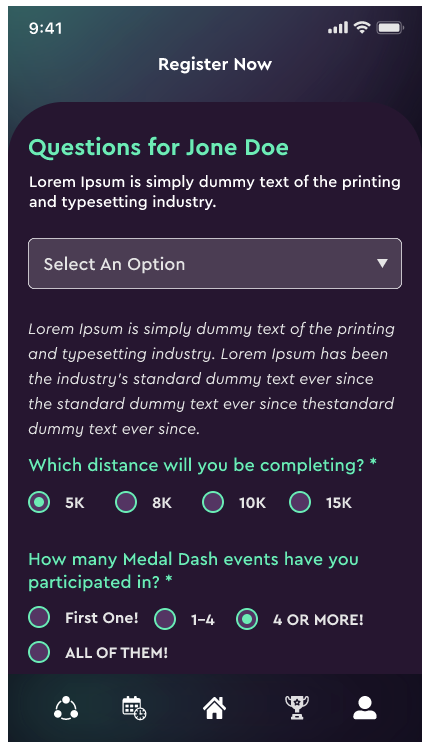 9:41
Register Now
Questions for Jone Doe
Lorem Ipsum is simply dummy text of the printing
and typesetting industry.
Select An Option
Lorem Ipsum is simply dummy text of the printing
and typesetting industry. Lorem Ipsum has been
the industry's standard dummy text ever since
the standard dummy text ever since thestandard
dummy text ever since.
Which distance will you be completing? *
5K 8K 10K 15K
How many Medal Dash events have you
participated in? *
First One! 1-4 4 OR MORE!
ALL OF THEM!